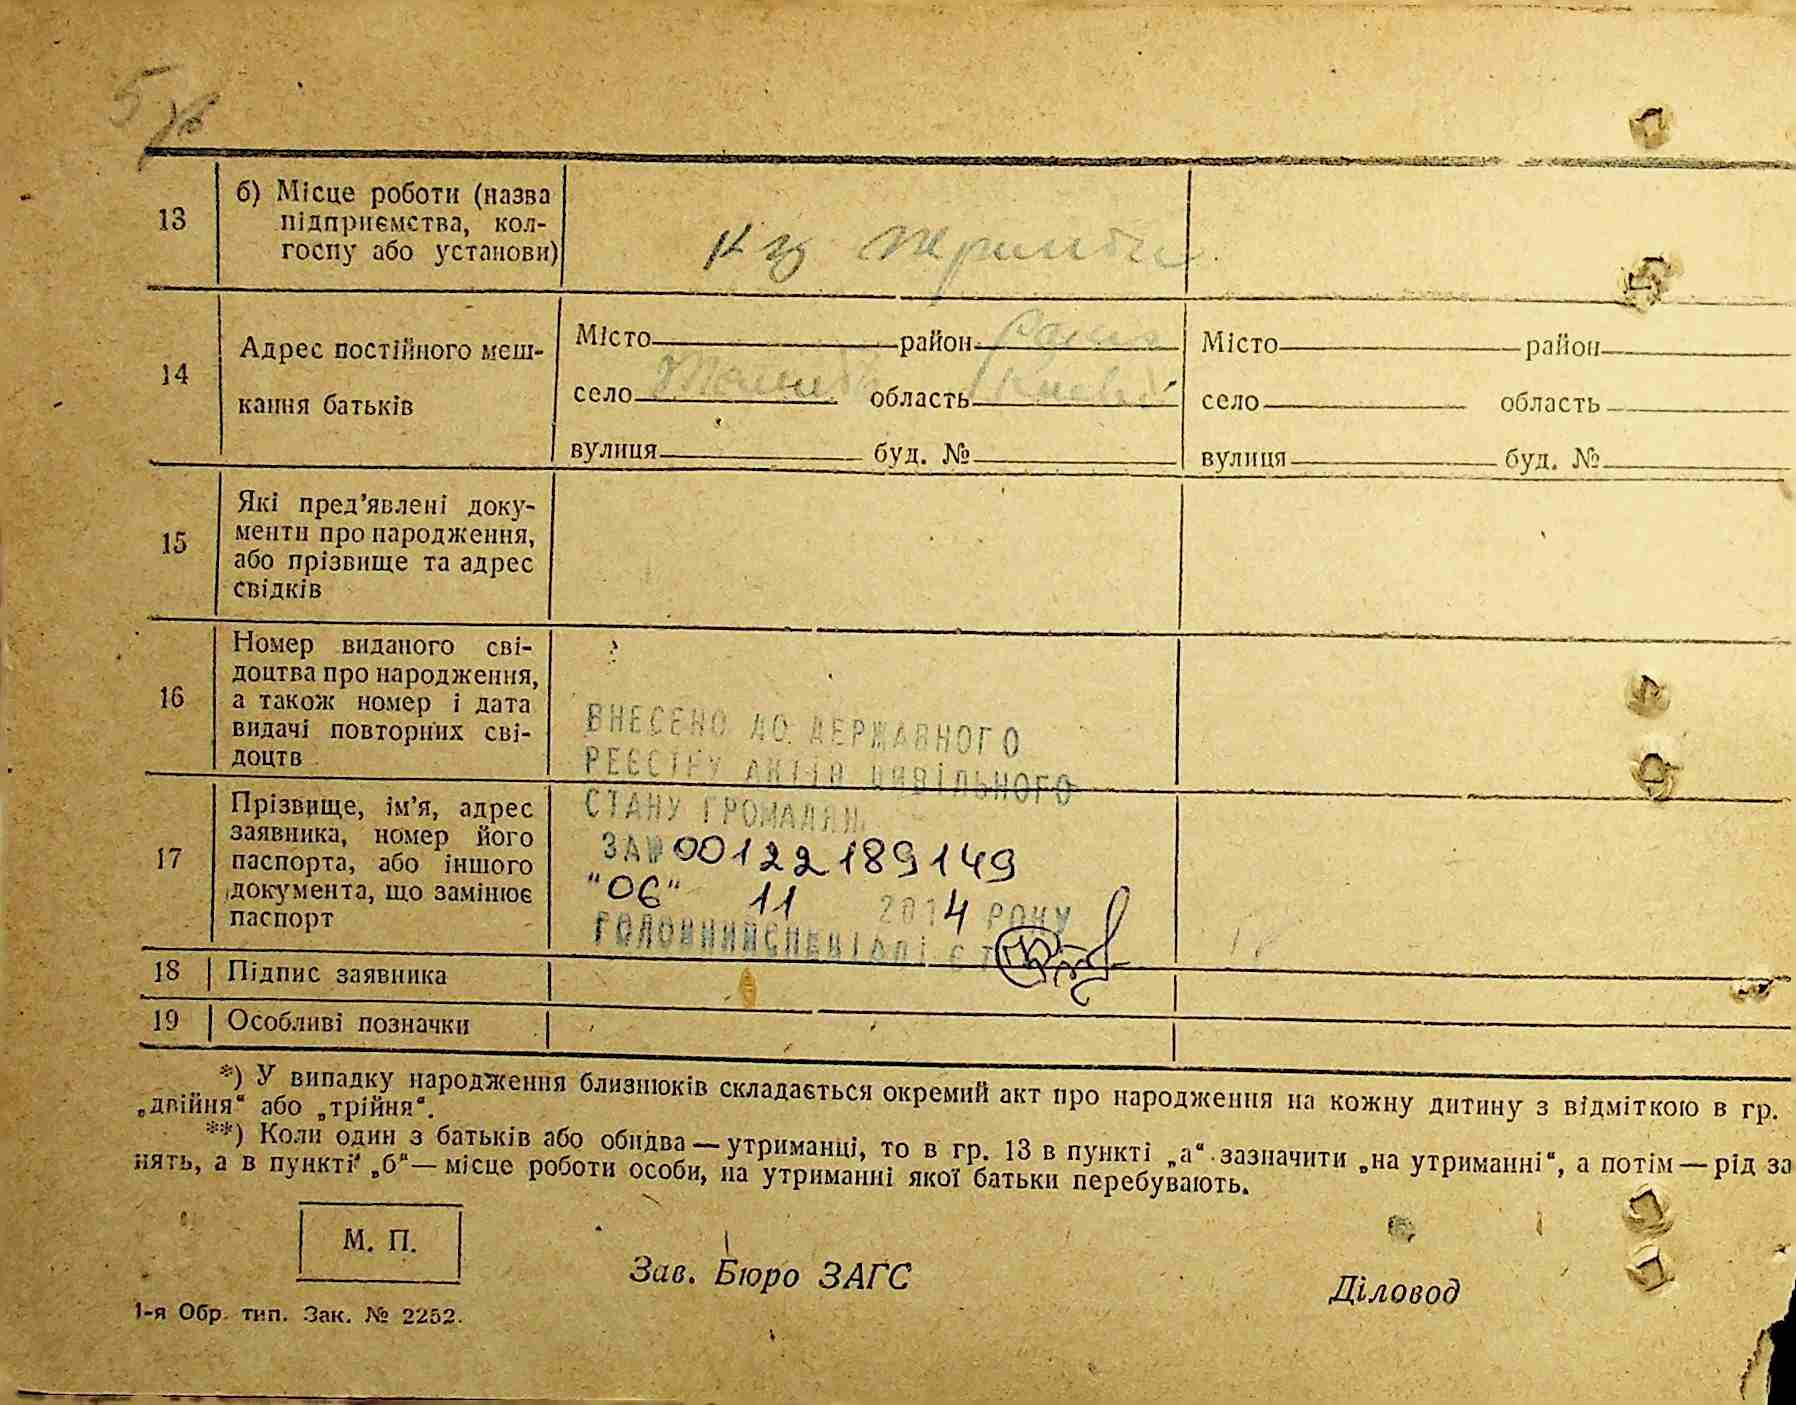 13
б) Місце роботи (назва
підприємства, кол-
госпу або установи)
14
Адрес постійного меш-
кання батьків
Місто район
село область
вулиця буд. №
Місто район
село область
вулиця буд. №
15
Які пред'явлені доку-
менти про народження,
або прізвище та адрес
свідків
16
Номер виданого сві-
доцтва про народження,
а також номер і дата
видачі повторних сві-
доцтв
ВНЕСЕНО ДО ДЕРЖАВНОГО
РЕЄСТРУ АКТІВ ЦИВІЛЬНОГО
СТАНУ ГРОМАДЯН
ЗА № 00122189149
"06" 11 2014 РОКУ
ГОЛОВНИЙ СПЕЦІАЛІСТ
17
Прізвище, ім'я, адрес
заявника, номер його
паспорта, або іншого
документа, що замінює
паспорт
18 Підпис заявника
19 Особливі позначки
*) У випадку народження близнюків складається окремий акт про народження на кожну дитину з відміткою в гр.
„двійня“ або „трійня“.
**) Коли один з батьків або обидва — утриманці, то в гр. 13 в пункті „а“ зазначити „на утриманні“, а потім — рід за
нять, а в пункті „б“ — місце роботи особи, на утриманні якої батьки перебувають.
М. П.
Зав. Бюро ЗАГС
Діловод
1-я Обр. тип. Зак. № 2252.